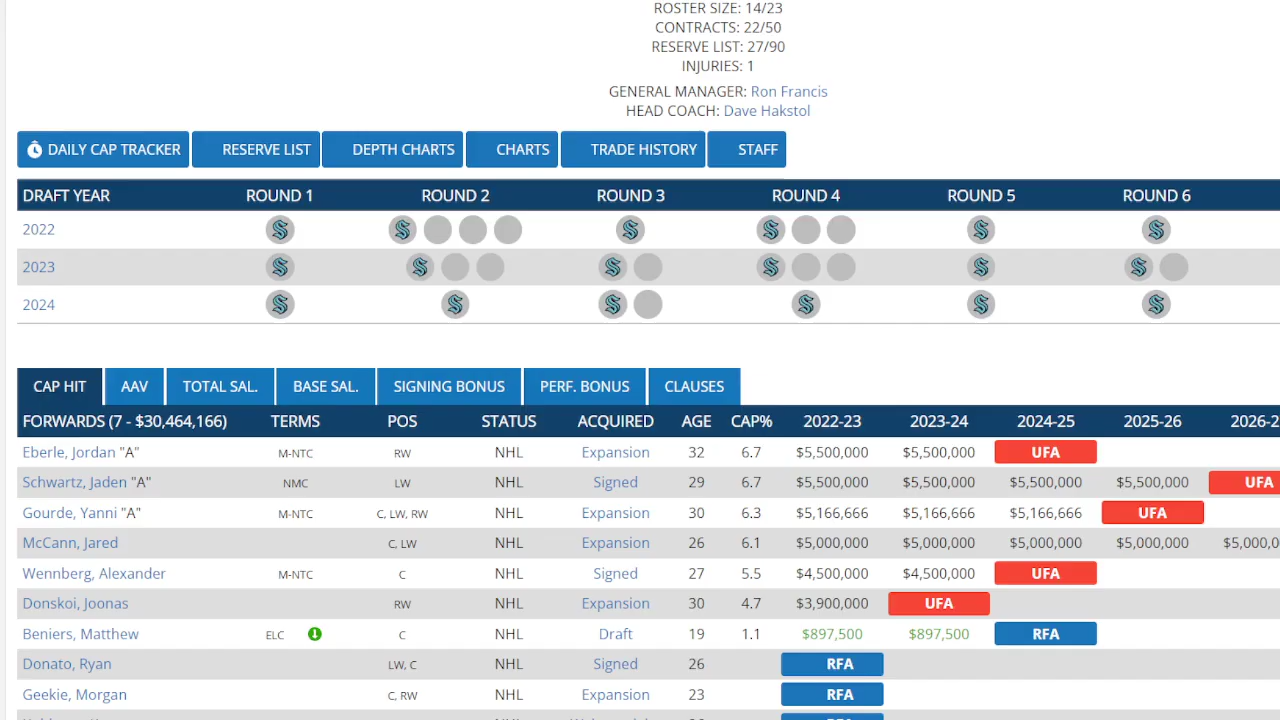 ROSTER SIZE: 14/23
CONTRACTS: 22/50
RESERVE LIST: 27/90
INJURIES: 1
GENERAL MANAGER: Ron Francis
HEAD COACH: Dave Hakstol
DAILY CAP TRACKER RESERVE LIST DEPTH CHARTS CHARTS TRADE HISTORY STAFF
DRAFT YEAR ROUND 1 ROUND 2 ROUND 3 ROUND 4 ROUND 5 ROUND 6
2022
2023
2024
CAP HIT AAV TOTAL SAL. BASE SAL. SIGNING BONUS PERF. BONUS CLAUSES
FORWARDS (7 - $30,464,166) TERMS POS STATUS ACQUIRED AGE CAP% 2022-23 2023-24 2024-25 2025-26 2026-2
Eberle, Jordan "A" M-NTC RW NHL Expansion 32 6.7 $5,500,000 $5,500,000 UFA
Schwartz, Jaden "A" NMC LW NHL Signed 29 6.7 $5,500,000 $5,500,000 $5,500,000 $5,500,000 UFA
Gourde, Yanni "A" M-NTC C, LW, RW NHL Expansion 30 6.3 $5,166,666 $5,166,666 $5,166,666 UFA
McCann, Jared C, LW NHL Expansion 26 6.1 $5,000,000 $5,000,000 $5,000,000 $5,000,000 $5,000,0
Wennberg, Alexander M-NTC C NHL Signed 27 5.5 $4,500,000 $4,500,000 UFA
Donskoi, Joonas RW NHL Expansion 30 4.7 $3,900,000 UFA
Beniers, Matthew ELC C NHL Draft 19 1.1 $897,500 $897,500 RFA
Donato, Ryan LW, C NHL Signed 26 RFA
Geekie, Morgan C, RW NHL Expansion 23 RFA